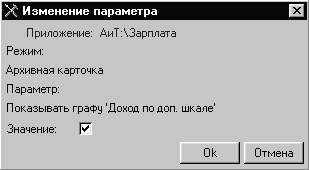 Изменение параметра
Приложение: АиТ:\Зарплата
Режим:
Архивная карточка
Параметр:
Показывать графу 'Доход по доп. шкале'
Значение:
Ok Отмена